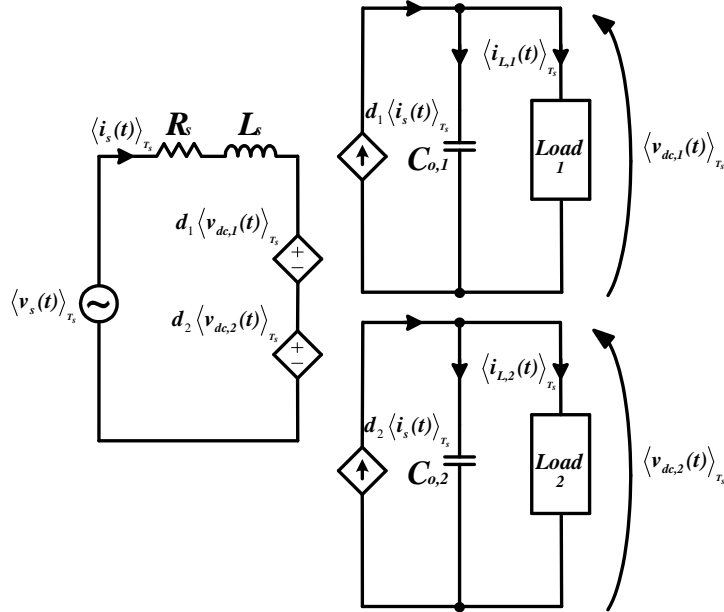 ⟨i_s(t)⟩_{T_s}
R_s
L_s
d_1⟨v_{dc,1}(t)⟩_{T_s}
+
−
⟨v_s(t)⟩_{T_s}
~
d_2⟨v_{dc,2}(t)⟩_{T_s}
+
−
d_1⟨i_s(t)⟩_{T_s}
C_{o,1}
⟨i_{L,1}(t)⟩_{T_s}
Load
1
⟨v_{dc,1}(t)⟩_{T_s}
d_2⟨i_s(t)⟩_{T_s}
C_{o,2}
⟨i_{L,2}(t)⟩_{T_s}
Load
2
⟨v_{dc,2}(t)⟩_{T_s}